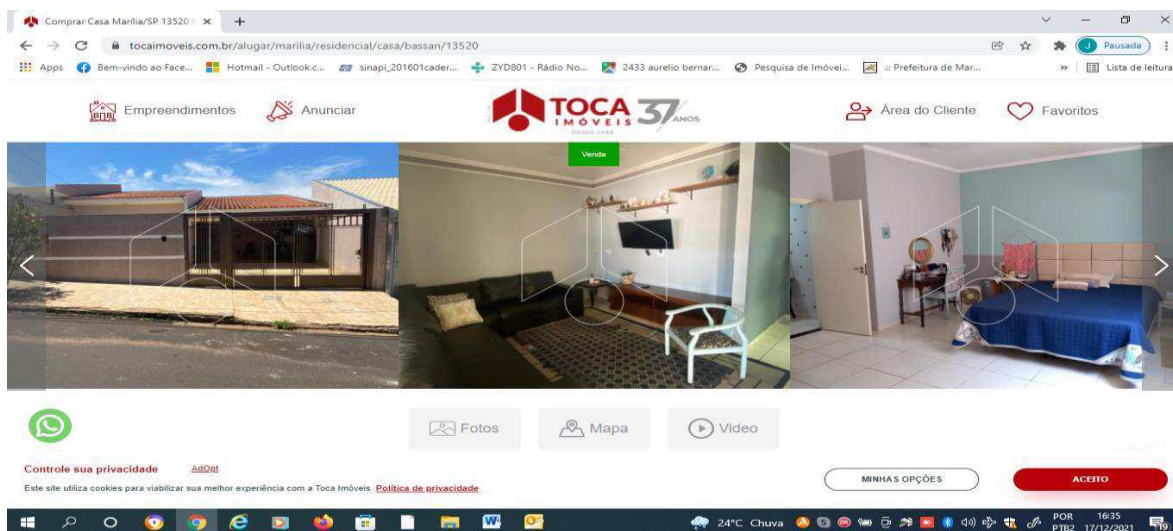 Comprar Casa Marília/SP 13520
tocaimoveis.com.br/alugar/marilia/residencial/casa/bassan/13520
Pausada
Apps
Bem-vindo ao Face...
Hotmail - Outlook.c...
sinapi_201601cader...
ZYD801 - Rádio No...
2433 aurelio bernar...
Pesquisa de Imóvei...
:: Prefeitura de Mar...
Lista de leitura
Empreendimentos
Anunciar
TOCA
IMÓVEIS
37 ANOS
DESDE 1984
Área do Cliente
Favoritos
Venda
Fotos
Mapa
Video
Controle sua privacidade
AdOpt
Este site utiliza cookies para viabilizar sua melhor experiência com a Toca Imóveis. Política de privacidade
MINHAS OPÇÕES
ACEITO
24°C Chuva
POR
PTB2
16:35
17/12/2021